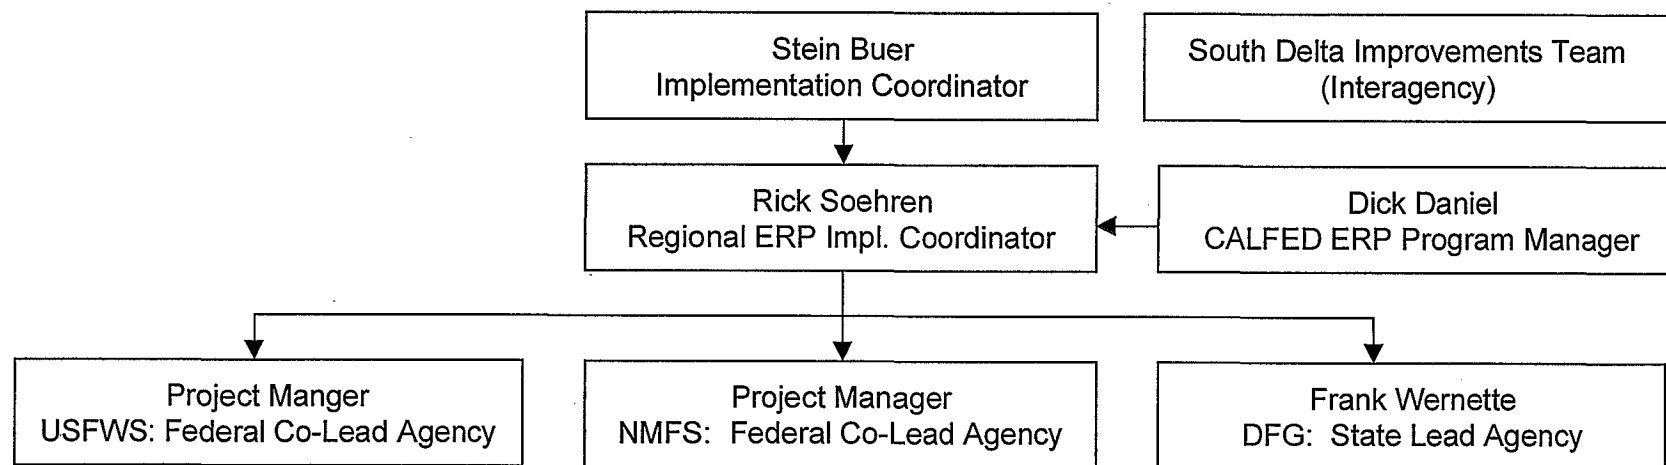 Stein Buer
Implementation Coordinator
South Delta Improvements Team
(Interagency)
Rick Soehren
Regional ERP Impl. Coordinator
Dick Daniel
CALFED ERP Program Manager
Project Manger
USFWS: Federal Co-Lead Agency
Project Manager
NMFS: Federal Co-Lead Agency
Frank Wernette
DFG: State Lead Agency